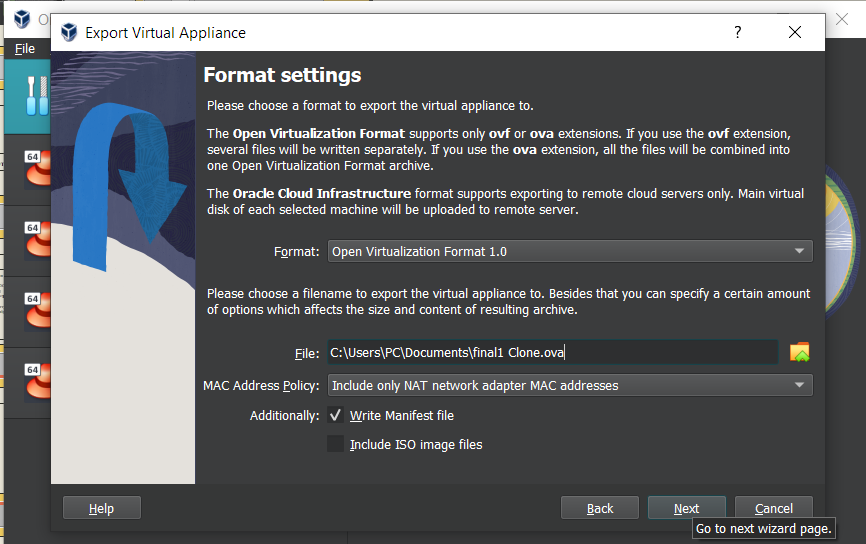 O
Export Virtual Appliance
?
File
Format settings
Please choose a format to export the virtual appliance to.
The Open Virtualization Format supports only ovf or ova extensions. If you use the ovf extension,
several files will be written separately. If you use the ova extension, all the files will be combined into
one Open Virtualization Format archive.
The Oracle Cloud Infrastructure format supports exporting to remote cloud servers only. Main virtual
disk of each selected machine will be uploaded to remote server.
64
64
64
64
Format: Open Virtualization Format 1.0
Please choose a filename to export the virtual appliance to. Besides that you can specify a certain amount
of options which affects the size and content of resulting archive.
File: C:\Users\PC\Documents\final1 Clone.ova
MAC Address Policy: Include only NAT network adapter MAC addresses
Additionally: Write Manifest file
Include ISO image files
Help Back Next Cancel
Go to next wizard page.